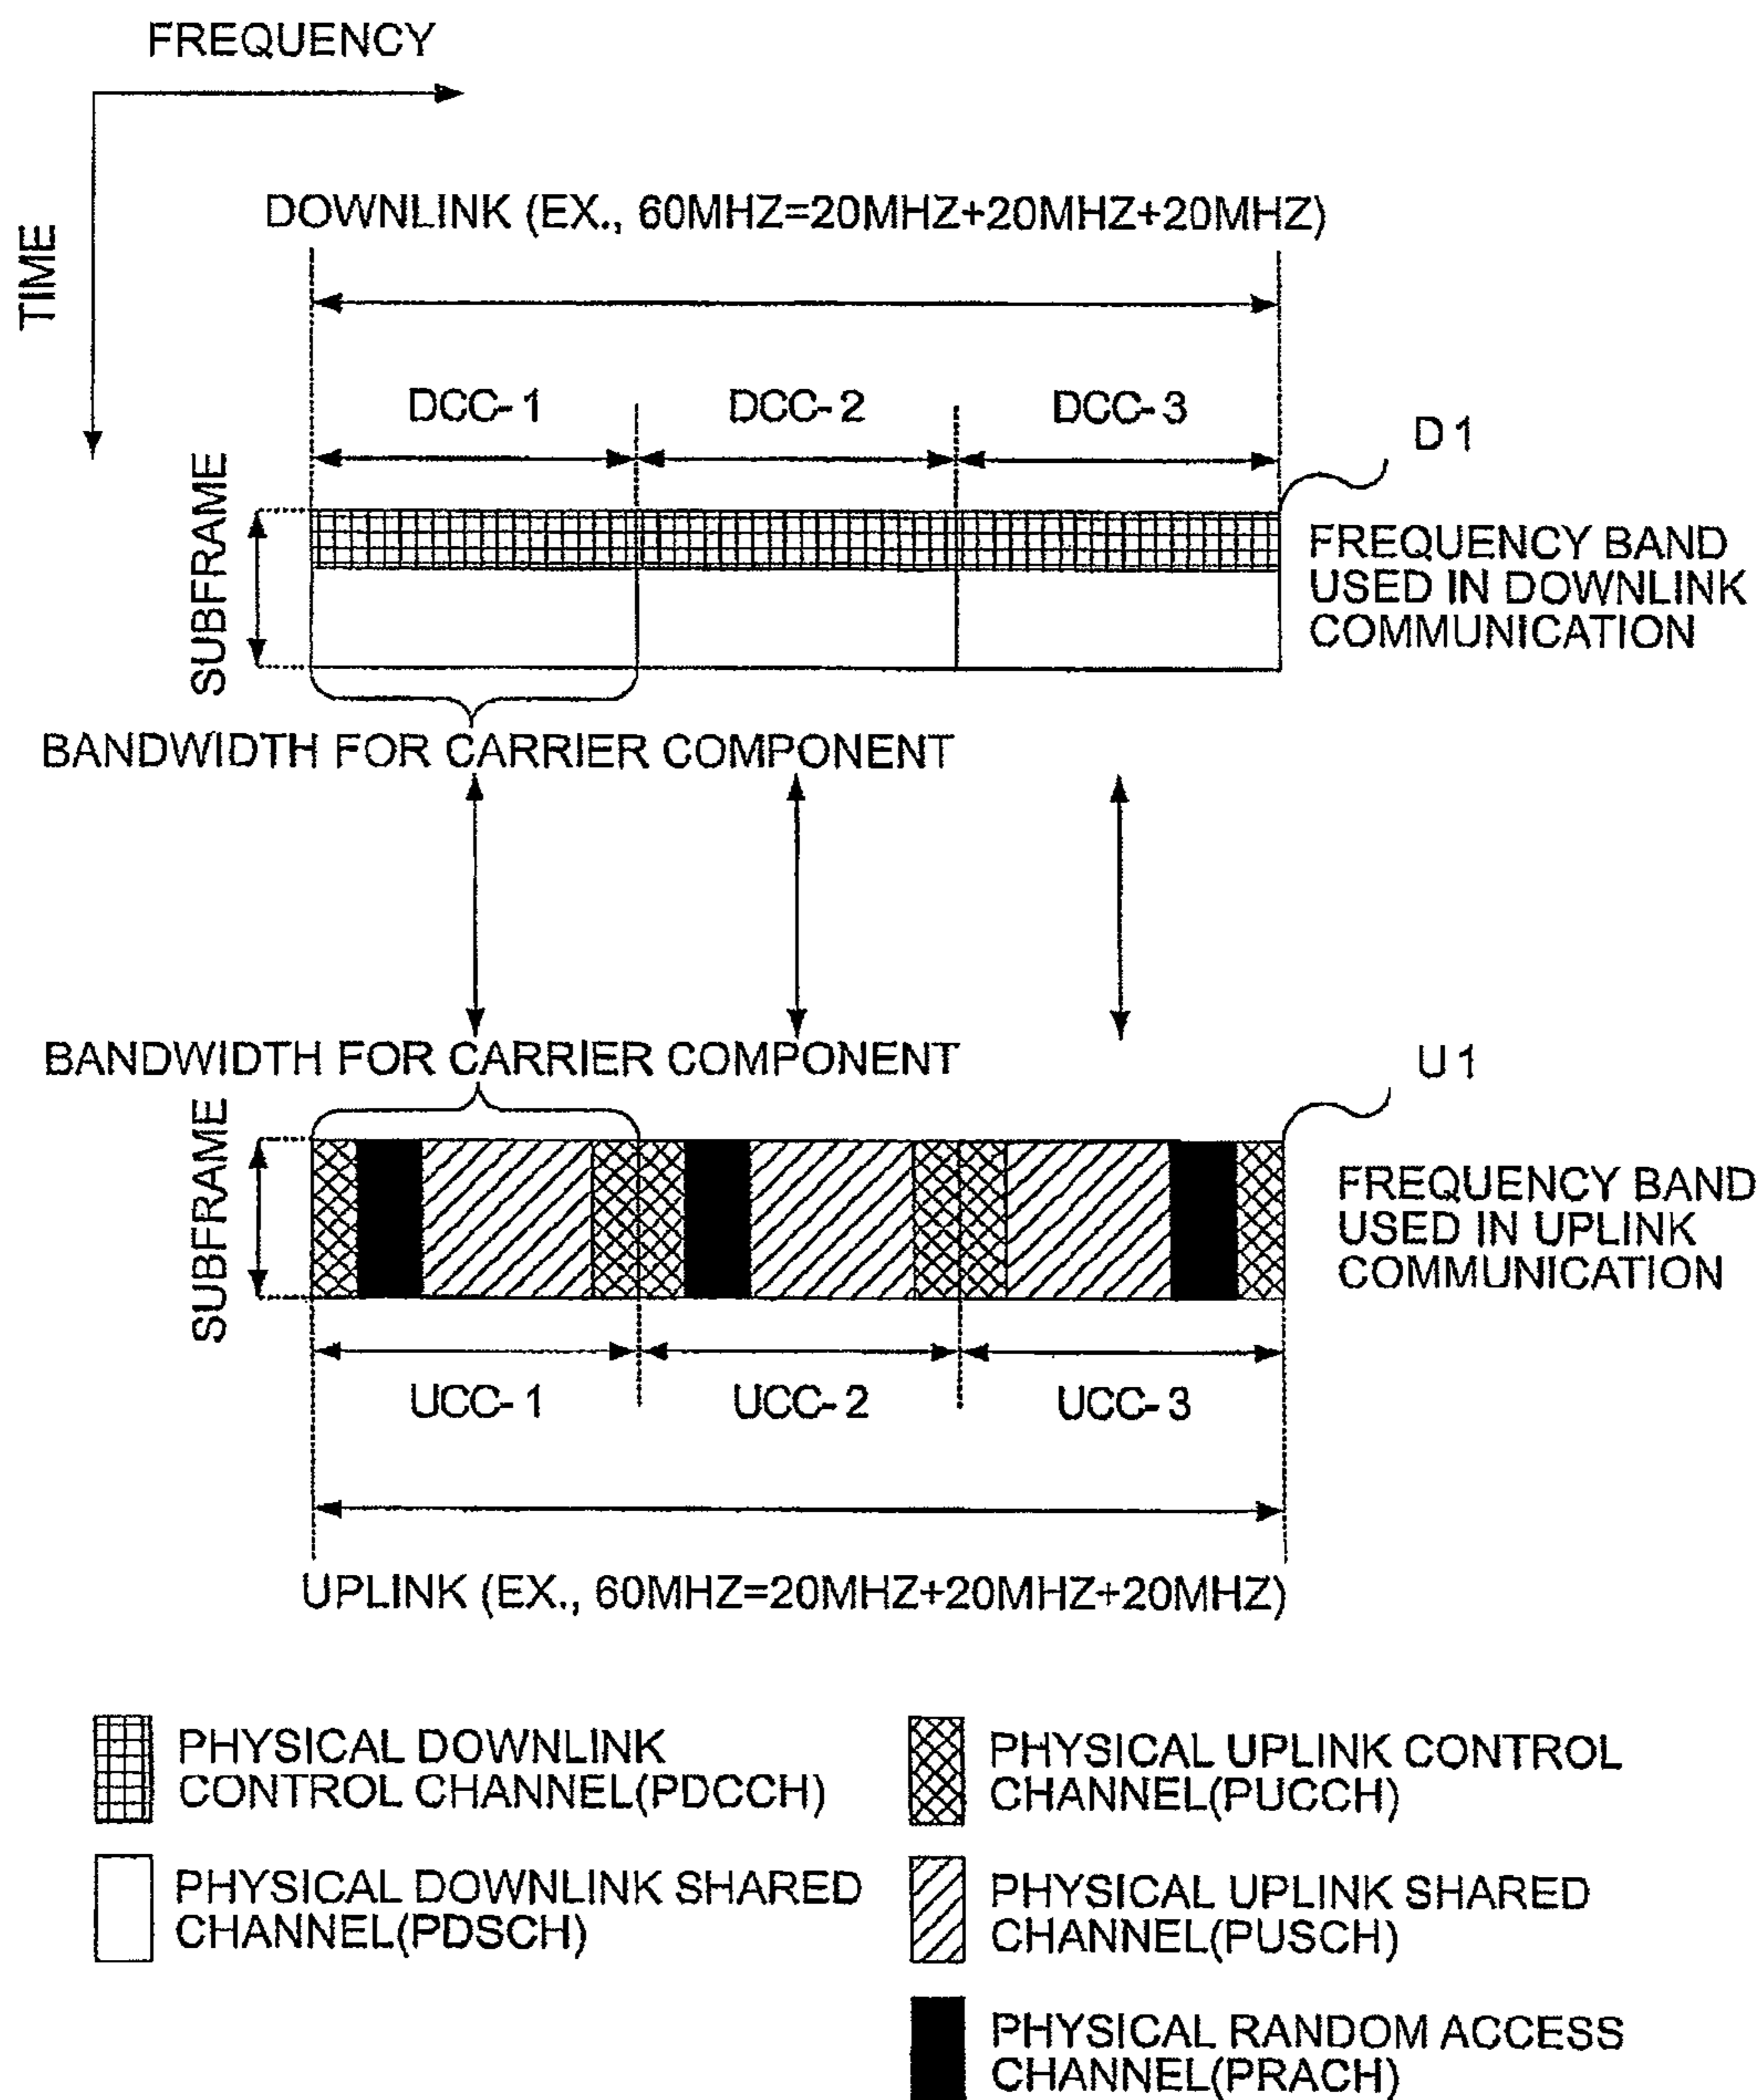 FREQUENCY
TIME
DOWNLINK (EX., 60MHZ=20MHZ+20MHZ+20MHZ)
DCC-1
DCC-2
DCC-3
D1
SUBFRAME
FREQUENCY BAND
USED IN DOWNLINK
COMMUNICATION
BANDWIDTH FOR CARRIER COMPONENT
BANDWIDTH FOR CARRIER COMPONENT
U1
SUBFRAME
FREQUENCY BAND
USED IN UPLINK
COMMUNICATION
UCC-1
UCC-2
UCC-3
UPLINK (EX., 60MHZ=20MHZ+20MHZ+20MHZ)
PHYSICAL DOWNLINK
CONTROL CHANNEL(PDCCH)
PHYSICAL DOWNLINK SHARED
CHANNEL(PDSCH)
PHYSICAL UPLINK CONTROL
CHANNEL(PUCCH)
PHYSICAL UPLINK SHARED
CHANNEL(PUSCH)
PHYSICAL RANDOM ACCESS
CHANNEL(PRACH)